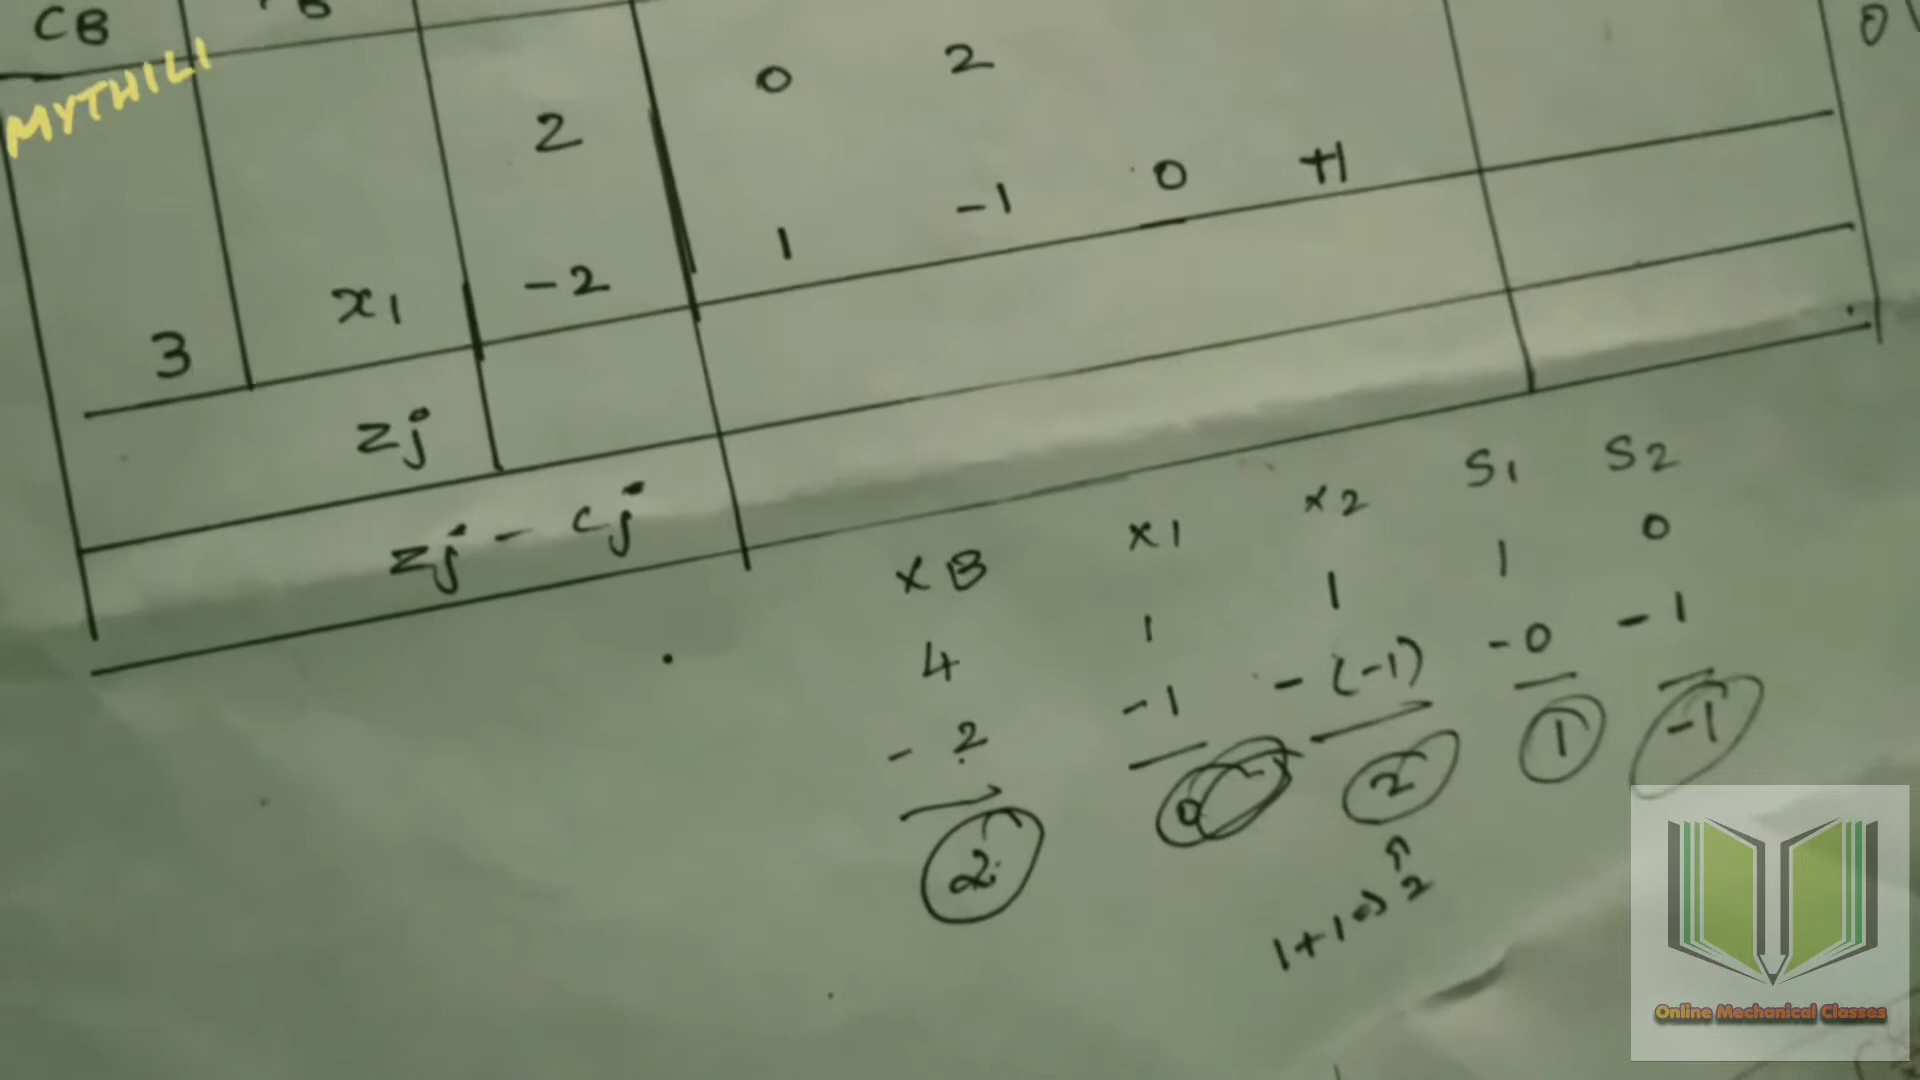 CB B
MYTHILI
2 0 2
3 x1 -2 1 -1 0 +1
zj
zj - cj
XB x1 x2 S1 S2
4 1 1 1 0
- 2 -1 - (-1) -0 -1
2 0 2 1 -1
1+1 2
Online Mechanical Classes